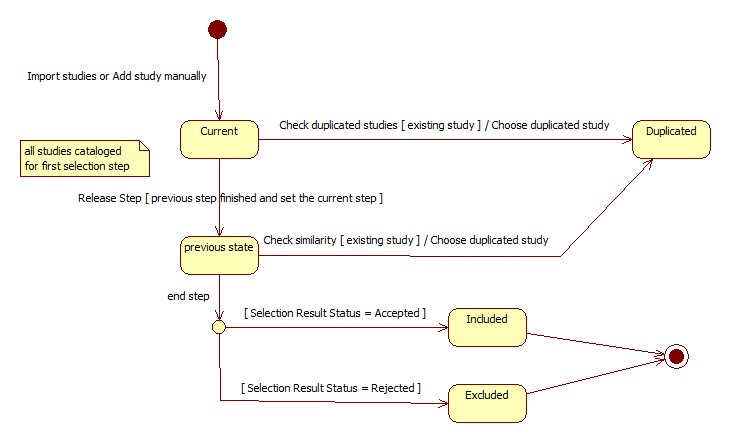 Import studies or Add study manually
Current
Check duplicated studies [ existing study ] / Choose duplicated study
Duplicated
all studies cataloged
for first selection step
Release Step [ previous step finished and set the current step ]
previous state
Check similarity [ existing study ] / Choose duplicated study
end step
[ Selection Result Status = Accepted ]
Included
[ Selection Result Status = Rejected ]
Excluded